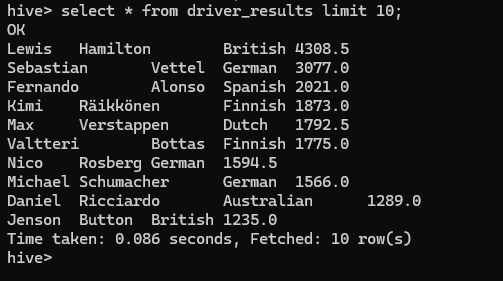 hive> select * from driver_results limit 10;
OK
Lewis Hamilton British 4308.5
Sebastian Vettel German 3077.0
Fernando Alonso Spanish 2021.0
Kimi Räikkönen Finnish 1873.0
Max Verstappen Dutch 1792.5
Valtteri Bottas Finnish 1775.0
Nico Rosberg German 1594.5
Michael Schumacher German 1566.0
Daniel Ricciardo Australian 1289.0
Jenson Button British 1235.0
Time taken: 0.086 seconds, Fetched: 10 row(s)
hive>